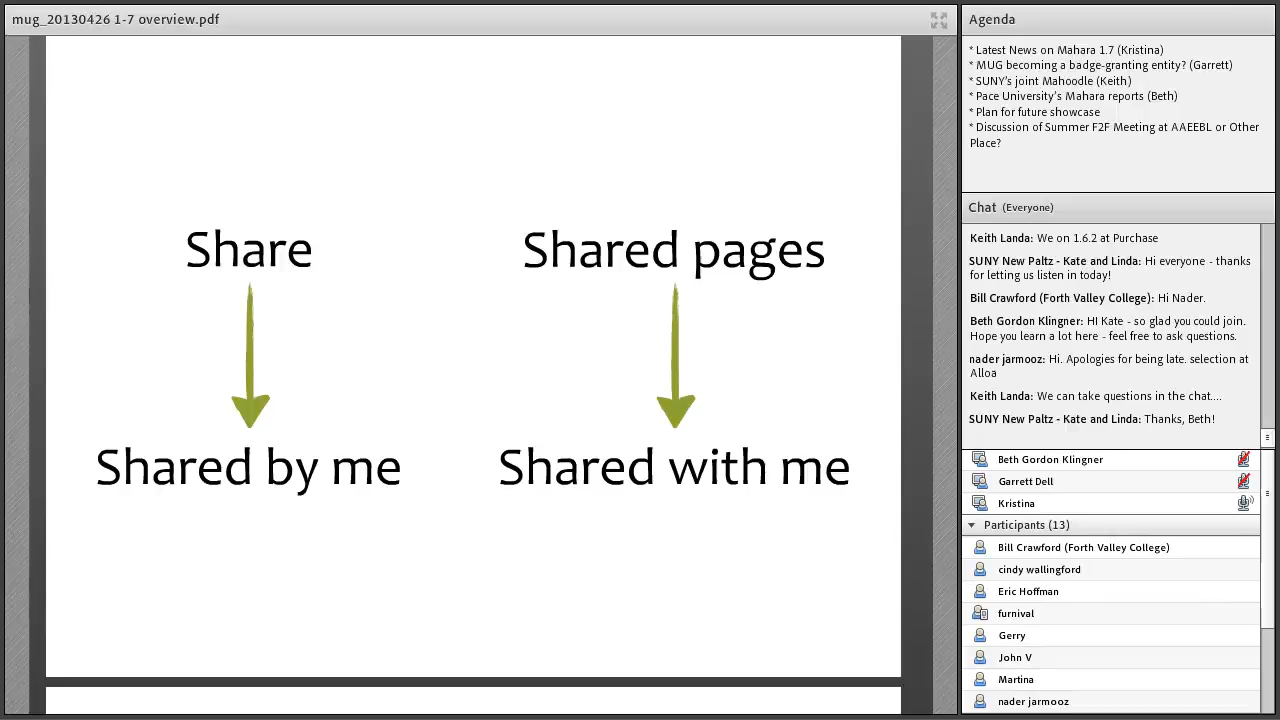 mug_20130426 1-7 overview.pdf
Share
Shared pages
Shared by me
Shared with me
Agenda
* Latest News on Mahara 1.7 (Kristina)
* MUG becoming a badge-granting entity? (Garrett)
* SUNY's joint Mahoodle (Keith)
* Pace University's Mahara reports (Beth)
* Plan for future showcase
* Discussion of Summer F2F Meeting at AAEEBL or Other
Place?
Chat (Everyone)
Keith Landa: We on 1.6.2 at Purchase
SUNY New Paltz - Kate and Linda: Hi everyone - thanks
for letting us listen in today!
Bill Crawford (Forth Valley College): Hi Nader.
Beth Gordon Klingner: HI Kate - so glad you could join.
Hope you learn a lot here - feel free to ask questions.
nader jarmooz: Hi. Apologies for being late. selection at
Alloa
Keith Landa: We can take questions in the chat....
SUNY New Paltz - Kate and Linda: Thanks, Beth!
Beth Gordon Klingner
Garrett Dell
Kristina
Participants (13)
Bill Crawford (Forth Valley College)
cindy wallingford
Eric Hoffman
furnival
Gerry
John V
Martina
nader jarmooz